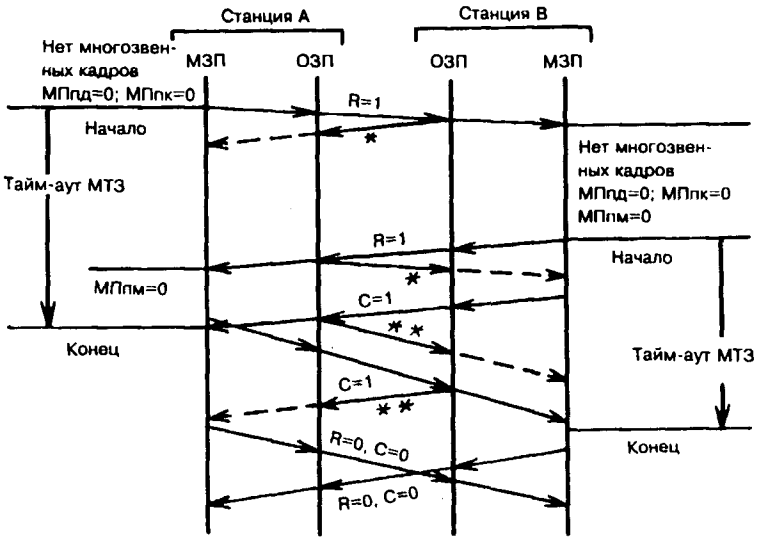 Станция А
Станция В
Нет многозвен-
ных кадров
МПпд=0; МПпк=0
МЗП
ОЗП
ОЗП
МЗП
R=1
Начало
*
Тайм-аут МТЗ
Нет многозвен-
ных кадров
МПпд=0; МПпк=0
МПпм=0
R=1
Начало
*
МПпм=0
C=1
* *
Конец
Тайм-аут МТЗ
C=1
* *
R=0, C=0
Конец
R=0, C=0